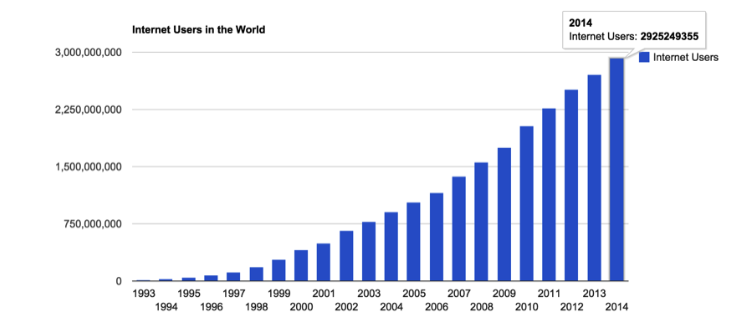 Internet Users in the World
2014
Internet Users: 2925249355
Internet Users
3,000,000,000
2,250,000,000
1,500,000,000
750,000,000
0
1993 1995 1997 1999 2001 2003 2005 2007 2009 2011 2013
1994 1996 1998 2000 2002 2004 2006 2008 2010 2012 2014